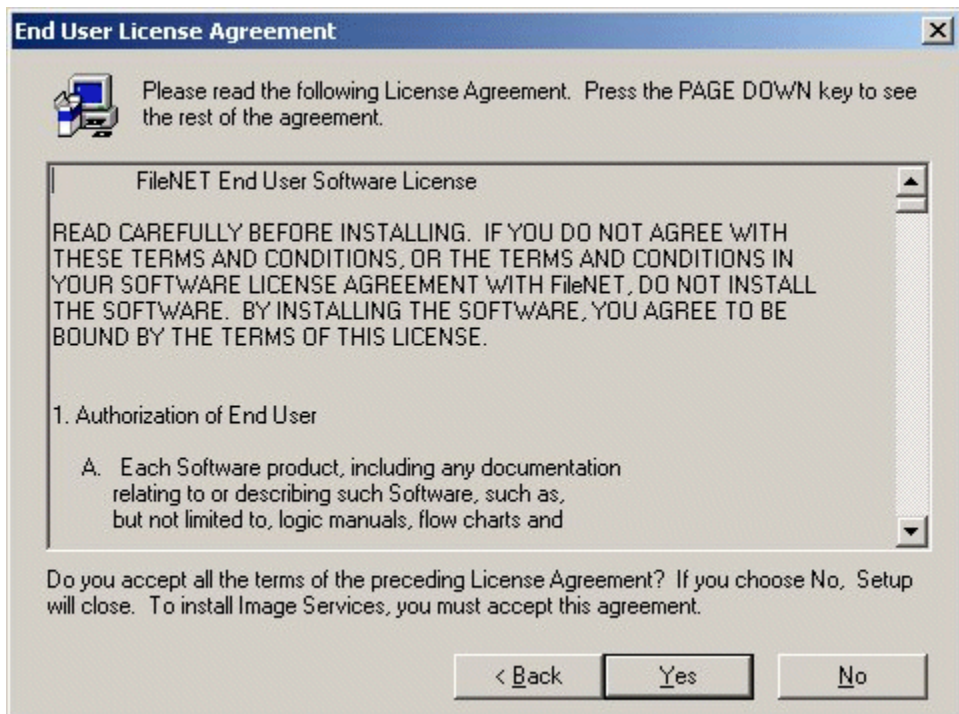 End User License Agreement
Please read the following License Agreement. Press the PAGE DOWN key to see
the rest of the agreement.
FileNET End User Software License
READ CAREFULLY BEFORE INSTALLING. IF YOU DO NOT AGREE WITH
THESE TERMS AND CONDITIONS, OR THE TERMS AND CONDITIONS IN
YOUR SOFTWARE LICENSE AGREEMENT WITH FileNET, DO NOT INSTALL
THE SOFTWARE. BY INSTALLING THE SOFTWARE, YOU AGREE TO BE
BOUND BY THE TERMS OF THIS LICENSE.
1. Authorization of End User
A. Each Software product, including any documentation
relating to or describing such Software, such as,
but not limited to, logic manuals, flow charts and
Do you accept all the terms of the preceding License Agreement? If you choose No, Setup
will close. To install Image Services, you must accept this agreement.
< Back Yes No